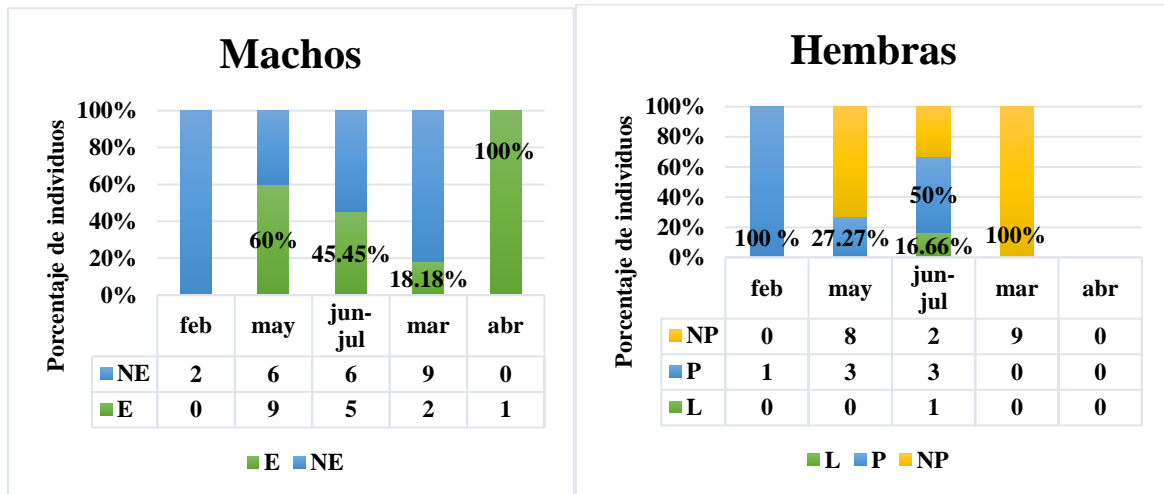 Machos
Porcentaje de individuos
100%
80%
60%
40%
20%
0%
60%
45.45%
18.18%
100%
feb may jun-jul mar abr
NE 2 6 6 9 0
E 0 9 5 2 1
E NE
Hembras
Porcentaje de individuos
100%
80%
60%
40%
20%
0%
100 %
27.27%
50%
16.66%
100%
feb may jun-jul mar abr
NP 0 8 2 9 0
P 1 3 3 0 0
L 0 0 1 0 0
L P NP